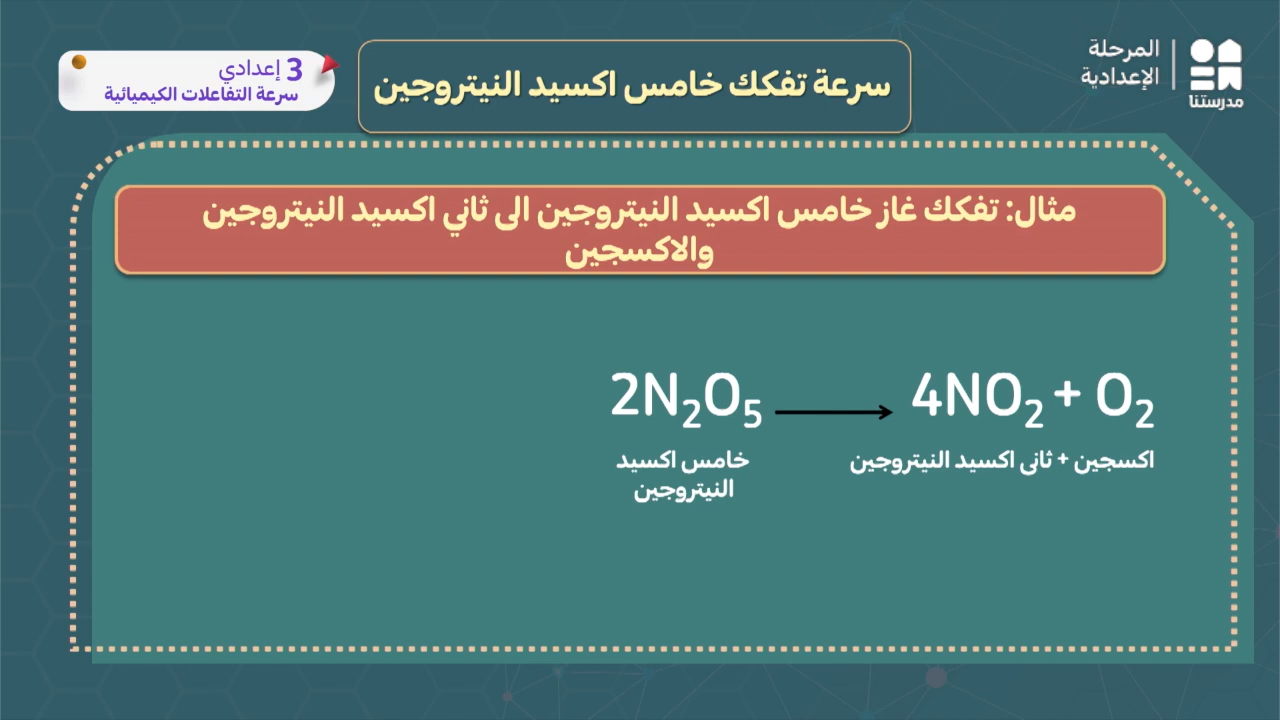 المرحلة
الإعدادية
مدرستنا
سرعة تفكك خامس اكسيد النيتروجين
3 إعدادي
سرعة التفاعلات الكيميائية
مثال: تفكك غاز خامس اكسيد النيتروجين الى ثاني اكسيد النيتروجين
والاكسجين
2N₂O₅ ⟶ 4NO₂ + O₂
خامس اكسيد
النيتروجين
اكسجين + ثانى اكسيد النيتروجين